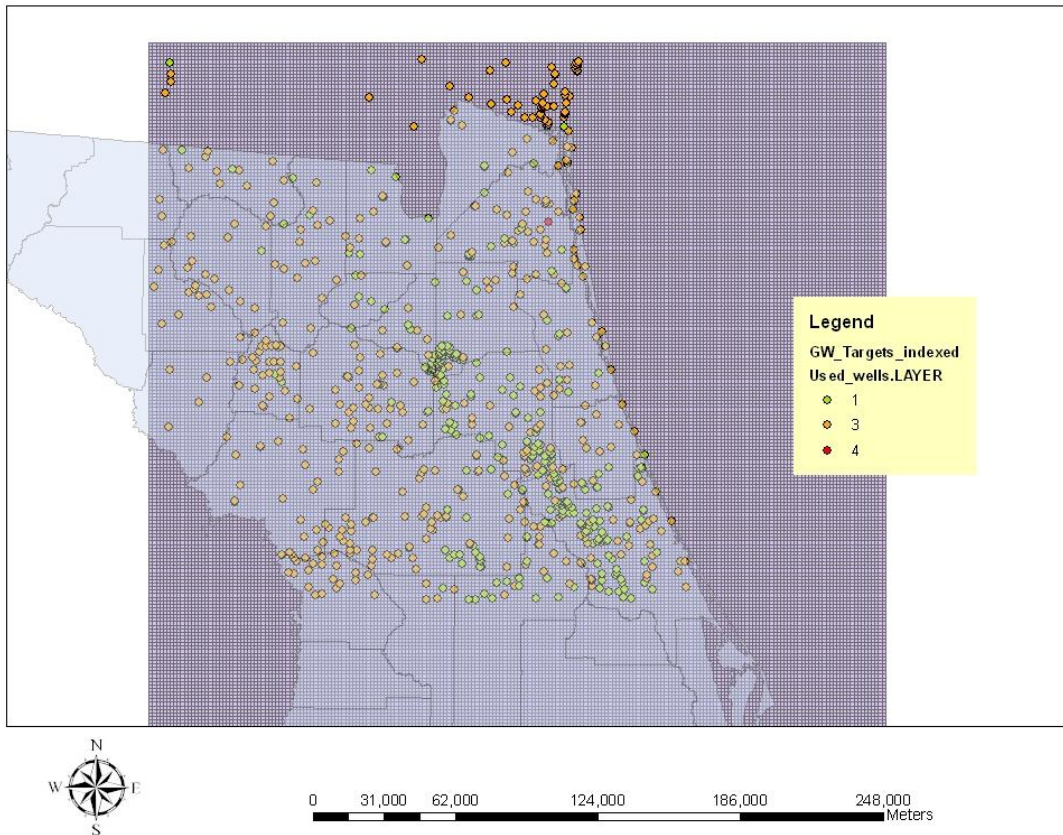 Legend
GW_Targets_indexed
Used_wells.LAYER
1
3
4
N
W E
S
0 31,000 62,000 124,000 186,000 248,000
Meters